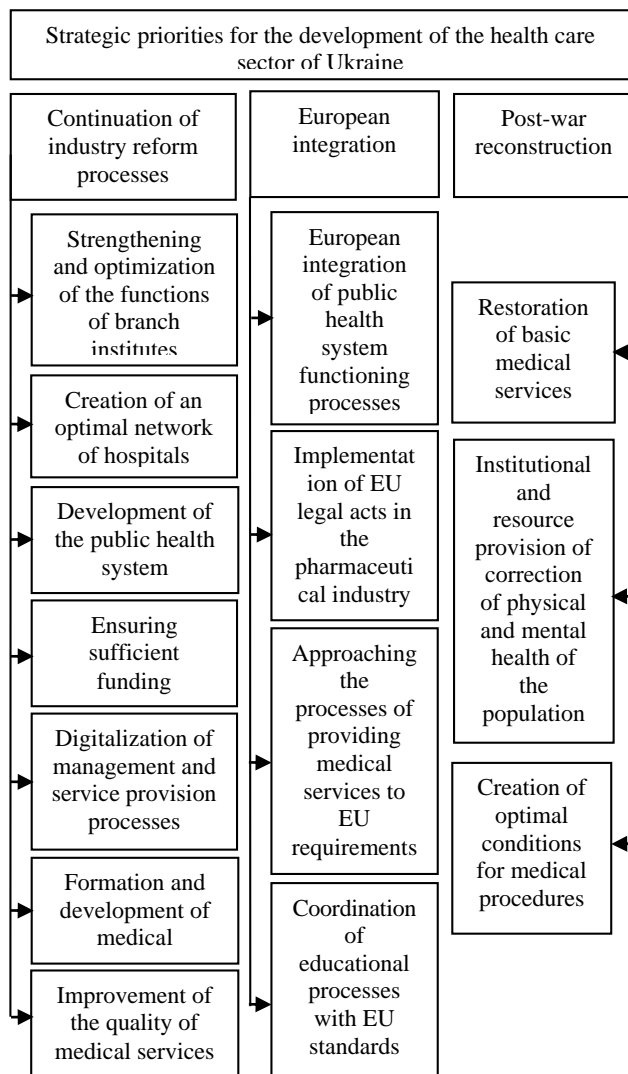 Strategic priorities for the development of the health care
sector of Ukraine
Continuation of
industry reform
processes
Strengthening
and optimization
of the functions
of branch
institutes
Creation of an
optimal network
of hospitals
Development of
the public health
system
Ensuring
sufficient
funding
Digitalization of
management and
service provision
processes
Formation and
development of
medical
Improvement of
the quality of
medical services
European
integration
European
integration
of public
health
system
functioning
processes
Implementat
ion of EU
legal acts in
the
pharmaceuti
cal industry
Approaching
the
processes of
providing
medical
services to
EU
requirements
Coordination
of
educational
processes
with EU
standards
Post-war
reconstruction
Restoration
of basic
medical
services
Institutional
and
resource
provision of
correction
of physical
and mental
health of
the
population
Creation of
optimal
conditions
for medical
procedures